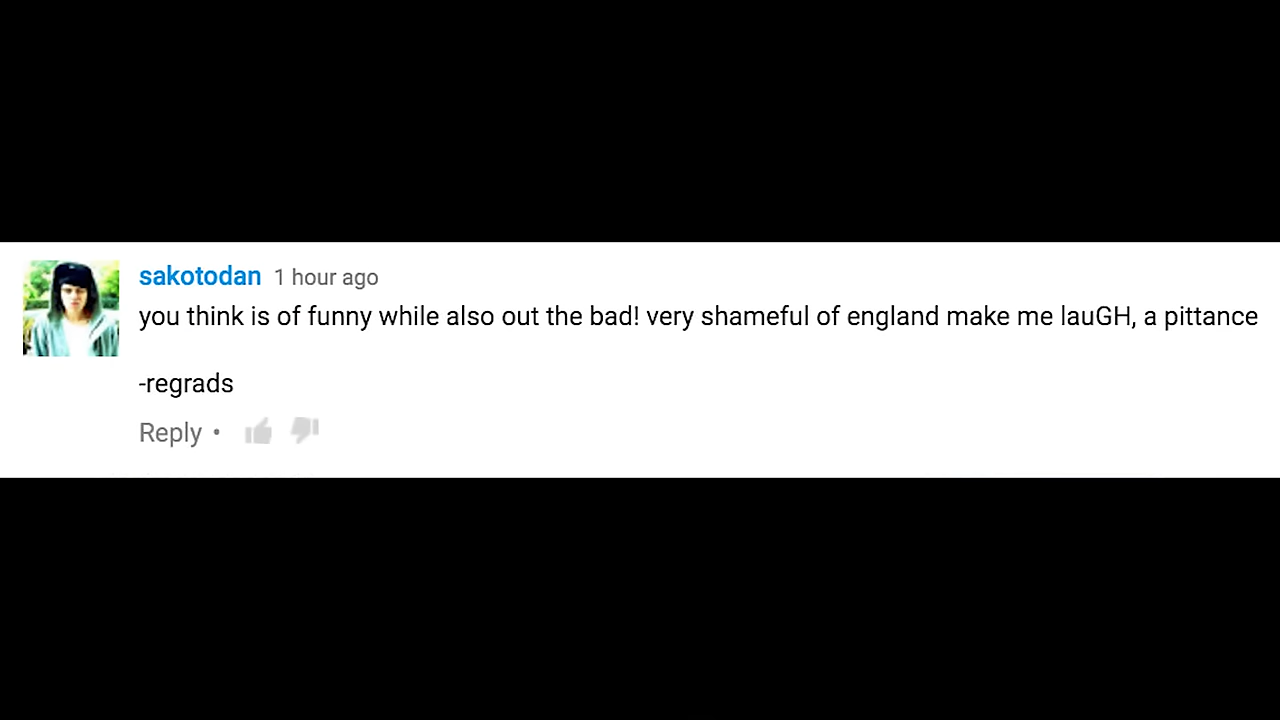 sakotodan 1 hour ago
you think is of funny while also out the bad! very shameful of england make me lauGH, a pittance
-regrads
Reply •